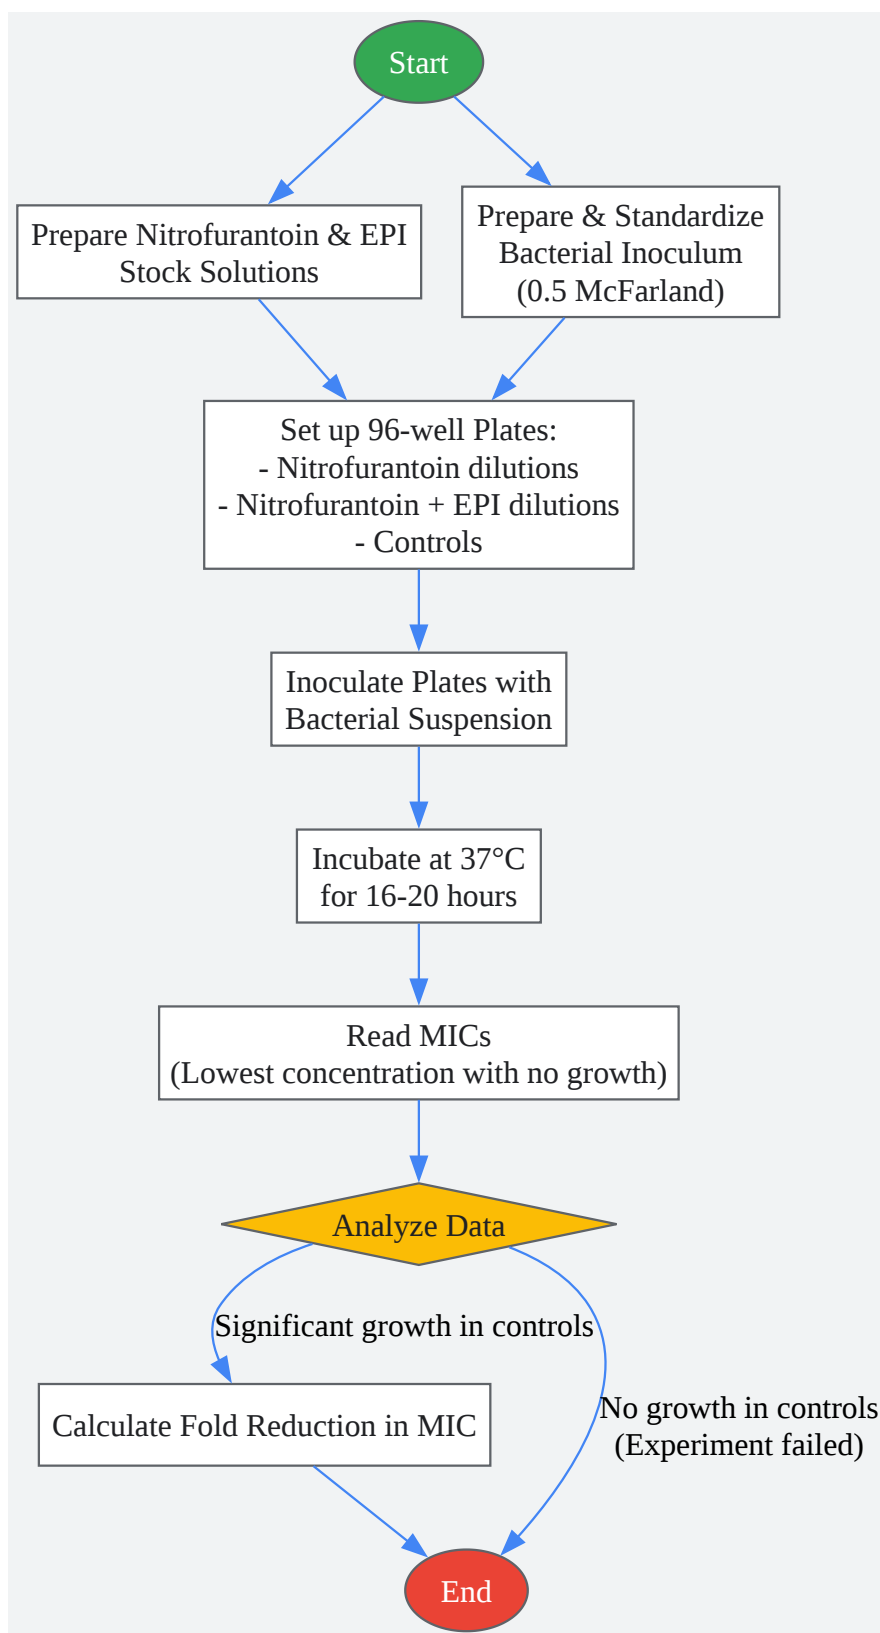 Start
Prepare Nitrofurantoin & EPI
Stock Solutions
Prepare & Standardize
Bacterial Inoculum
(0.5 McFarland)
Set up 96-well Plates:
- Nitrofurantoin dilutions
- Nitrofurantoin + EPI dilutions
- Controls
Inoculate Plates with
Bacterial Suspension
Incubate at 37°C
for 16-20 hours
Read MICs
(Lowest concentration with no growth)
Analyze Data
Significant growth in controls
No growth in controls
(Experiment failed)
Calculate Fold Reduction in MIC
End